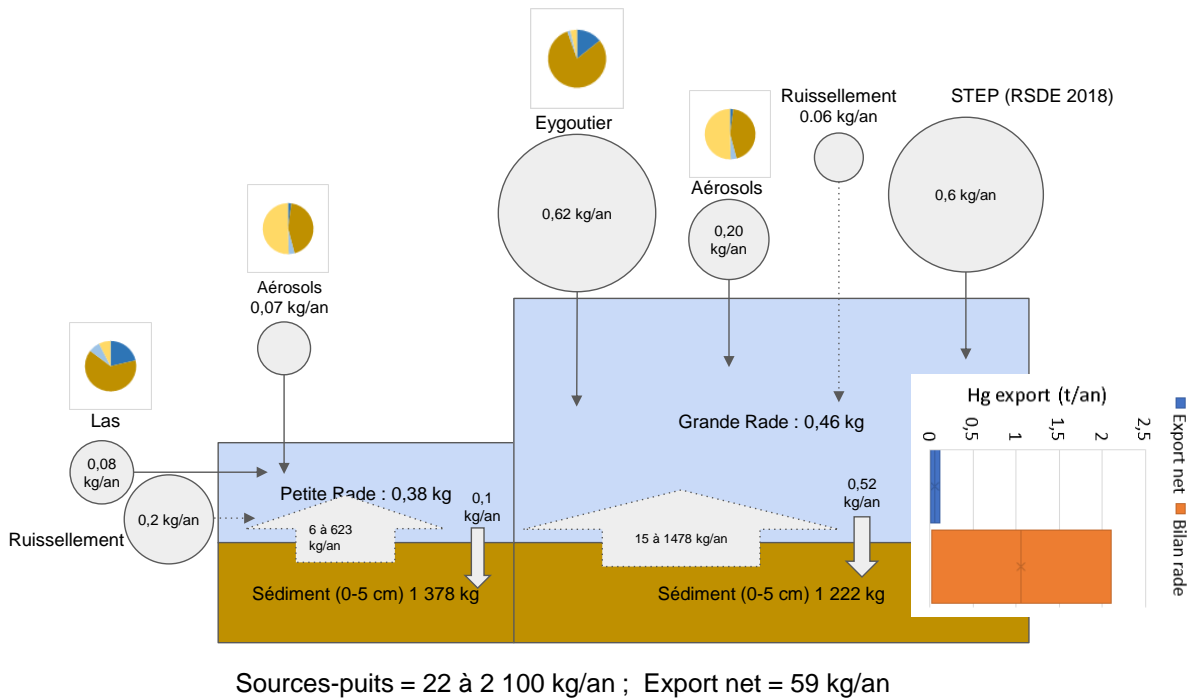 Eygoutier
0,62 kg/an
Aérosols
0,20
kg/an
Ruissellement
0.06 kg/an
STEP (RSDE 2018)
0,6 kg/an
Aérosols
0,07 kg/an
Las
0,08
kg/an
0,2 kg/an
Ruissellement
Petite Rade : 0,38 kg
0,1
kg/an
6 à 623
kg/an
Grande Rade : 0,46 kg
0,52
kg/an
15 à 1478 kg/an
Sédiment (0-5 cm) 1 378 kg
Sédiment (0-5 cm) 1 222 kg
Hg export (t/an)
0
0,5
1
1,5
2
2,5
Export net
Bilan rade
Sources-puits = 22 à 2 100 kg/an ; Export net = 59 kg/an